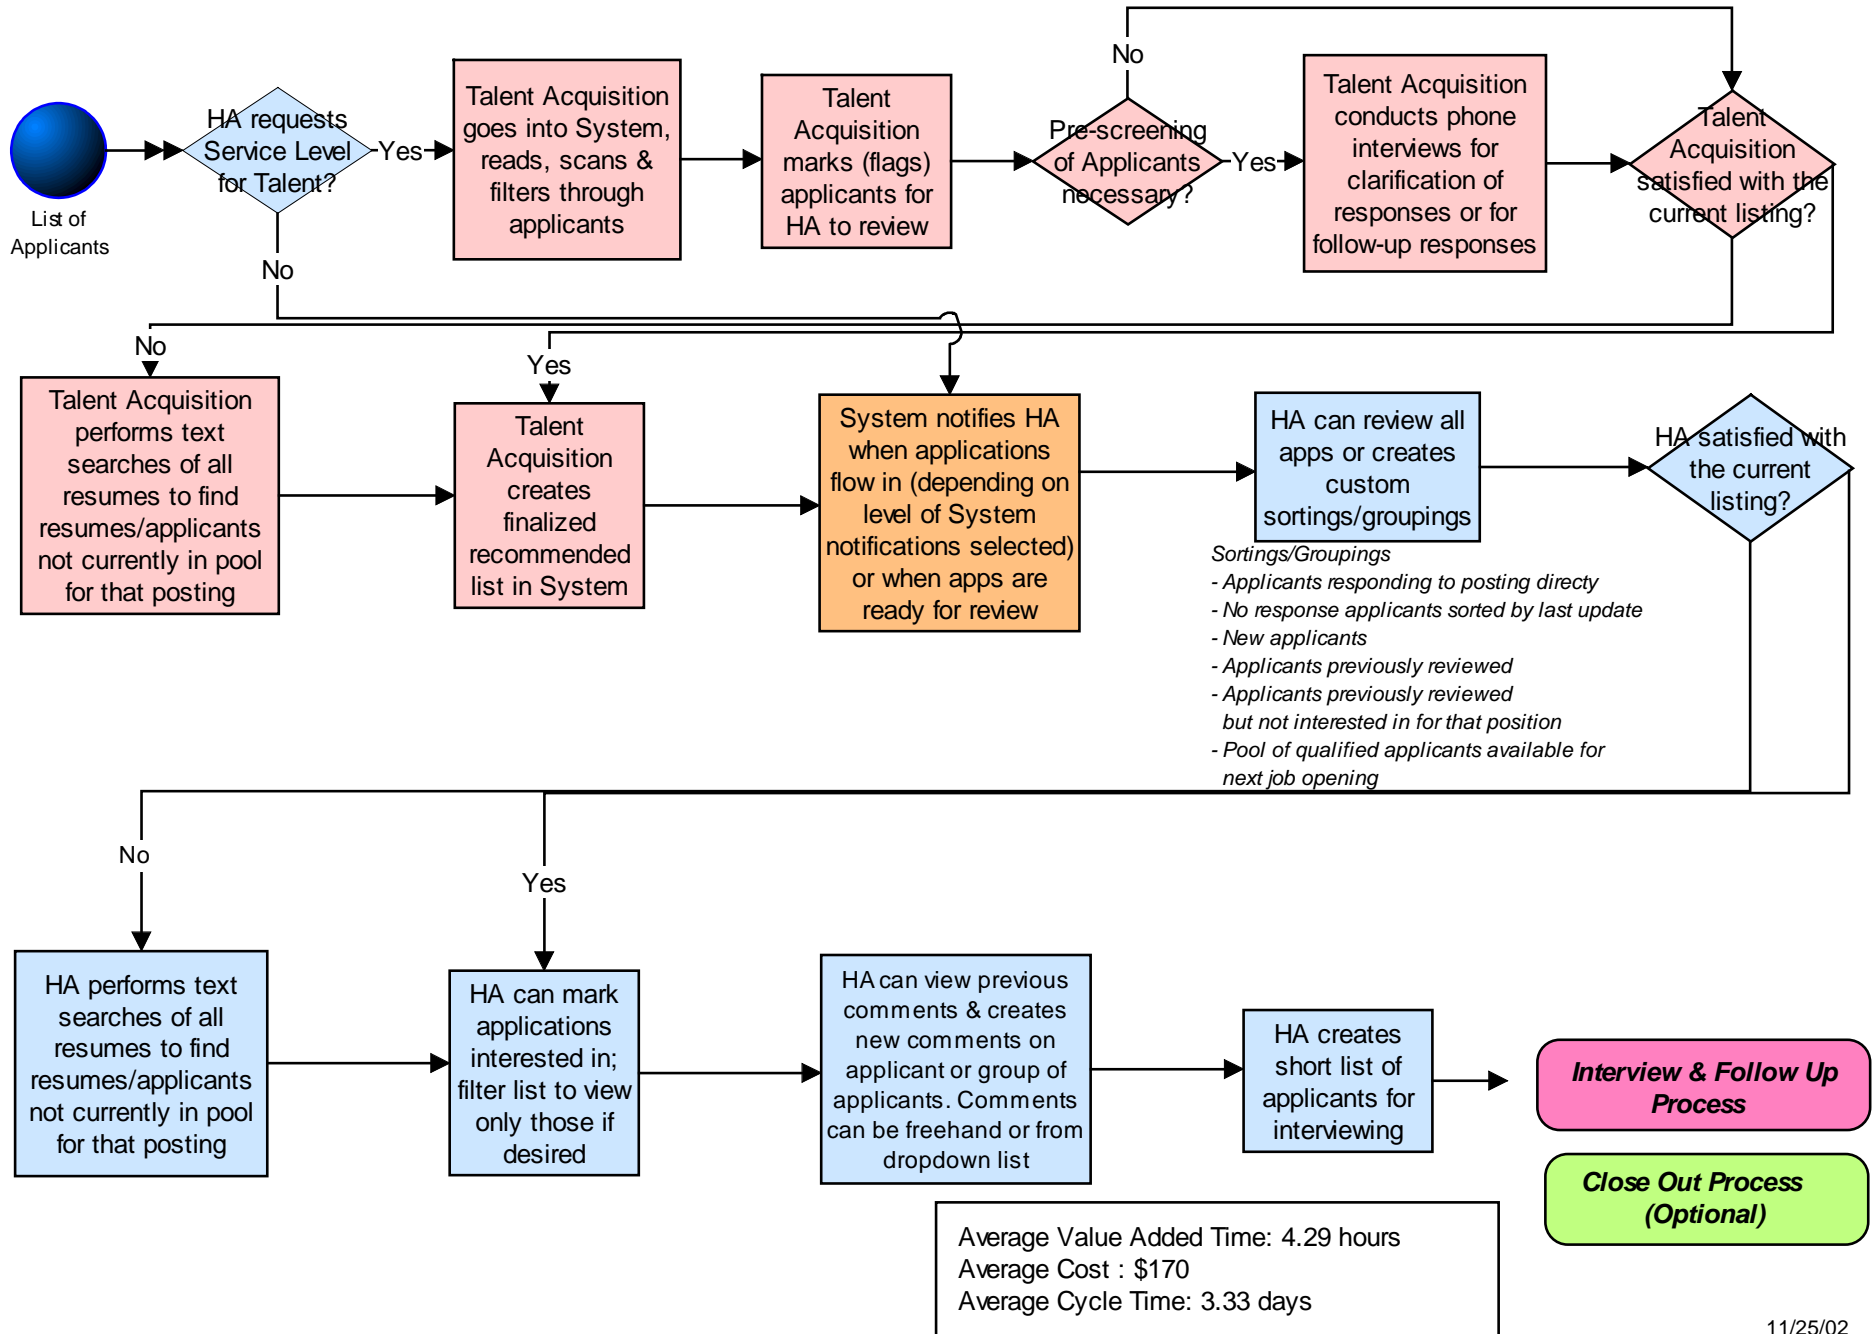 List of
Applicants
HA requests
Service Level
for Talent?
Yes
No
Talent Acquisition
goes into System,
reads, scans &
filters through
applicants
Talent
Acquisition
marks (flags)
applicants for
HA to review
Pre-screening
of Applicants
necessary?
No
Yes
Talent Acquisition
conducts phone
interviews for
clarification of
responses or for
follow-up responses
Talent
Acquisition
satisfied with the
current listing?
No
Yes
Talent Acquisition
performs text
searches of all
resumes to find
resumes/applicants
not currently in pool
for that posting
Talent
Acquisition
creates
finalized
recommended
list in System
System notifies HA
when applications
flow in (depending on
level of System
notifications selected)
or when apps are
ready for review
HA can review all
apps or creates
custom
sortings/groupings
HA satisfied with
the current
listing?
Sortings/Groupings
- Applicants responding to posting directy
- No response applicants sorted by last update
- New applicants
- Applicants previously reviewed
- Applicants previously reviewed
but not interested in for that position
- Pool of qualified applicants available for
next job opening
No
Yes
HA performs text
searches of all
resumes to find
resumes/applicants
not currently in pool
for that posting
HA can mark
applications
interested in;
filter list to view
only those if
desired
HA can view previous
comments & creates
new comments on
applicant or group of
applicants. Comments
can be freehand or from
dropdown list
HA creates
short list of
applicants for
interviewing
Interview & Follow Up
Process
Close Out Process
(Optional)
Average Value Added Time: 4.29 hours
Average Cost : $170
Average Cycle Time: 3.33 days
11/25/02